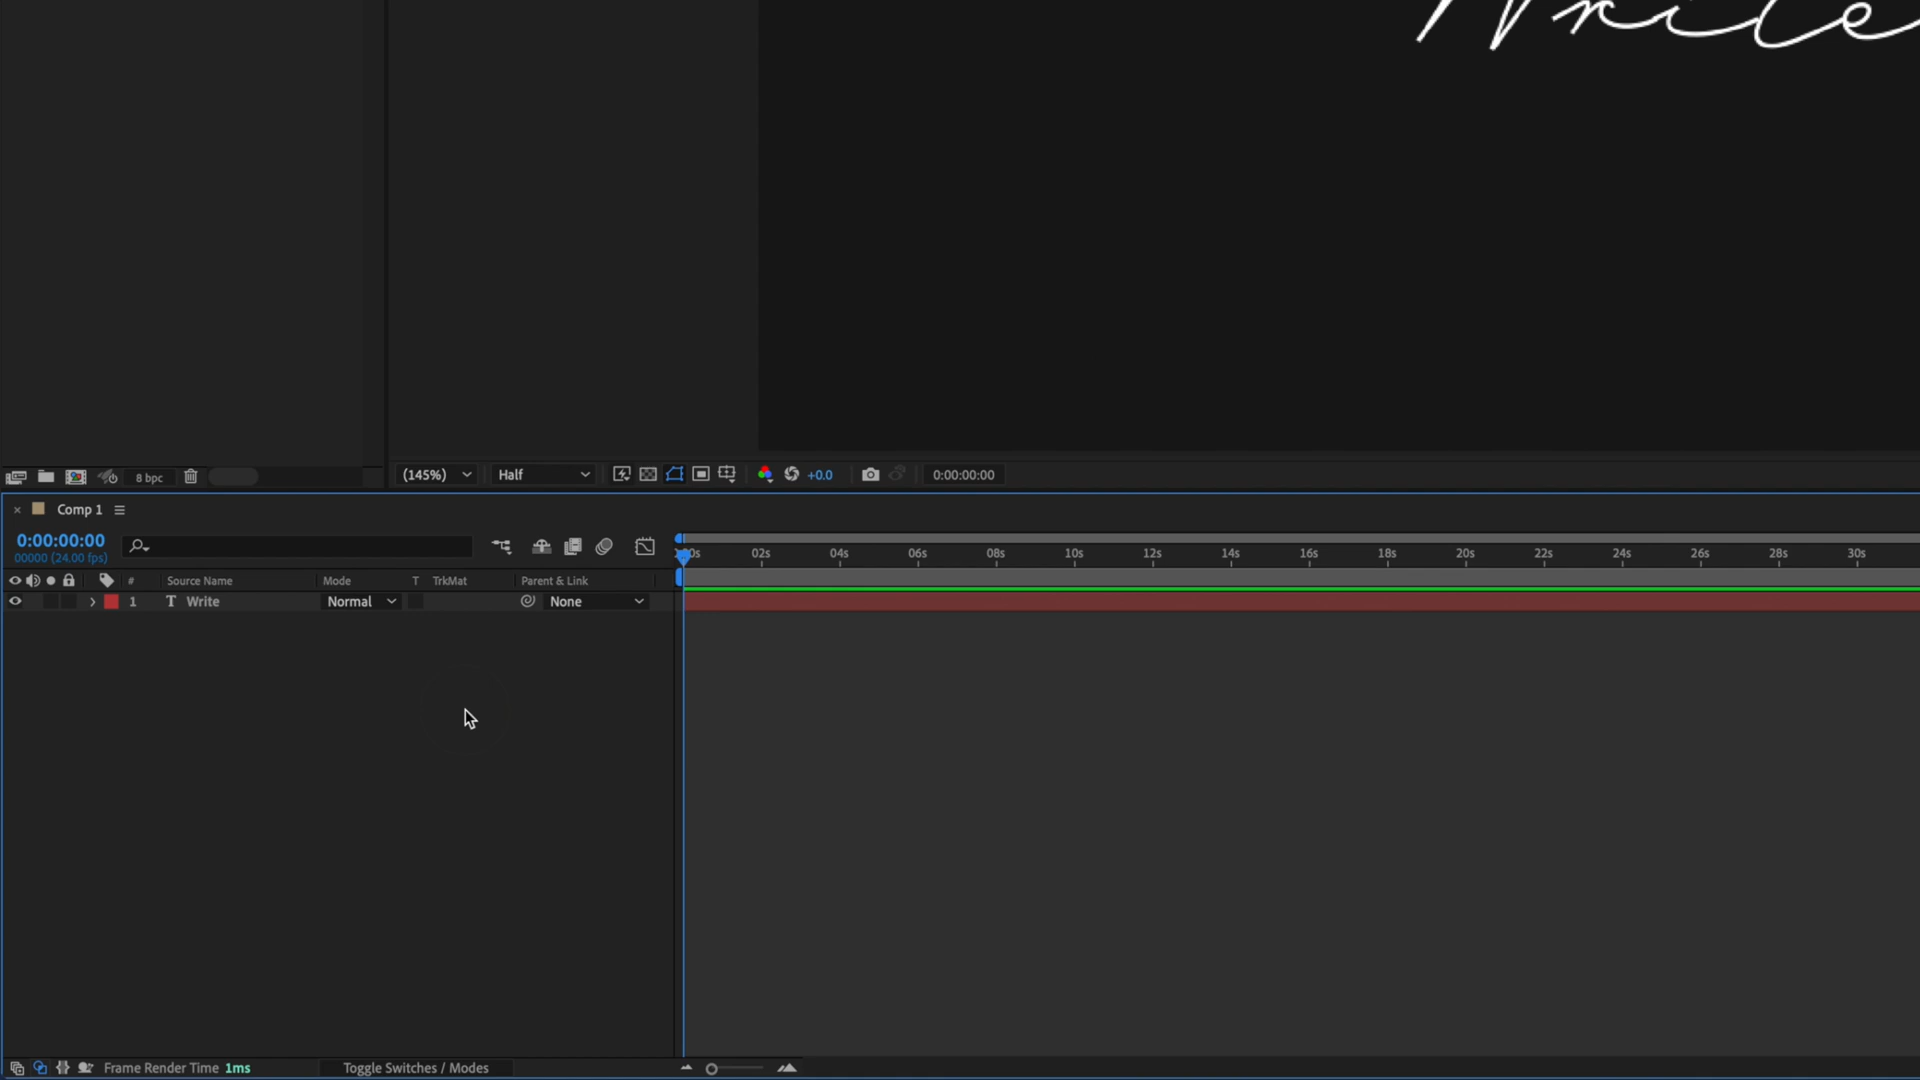 Write
8 bpc
(145%)
Half
+0.0
0:00:00:00
Comp 1
0:00:00:00
00000 (24.00 fps)
02s 04s 06s 08s 10s 12s 14s 16s 18s 20s 22s 24s 26s 28s 30s
# Source Name Mode T TrkMat Parent & Link
1 T Write Normal None
Frame Render Time 1ms
Toggle Switches / Modes